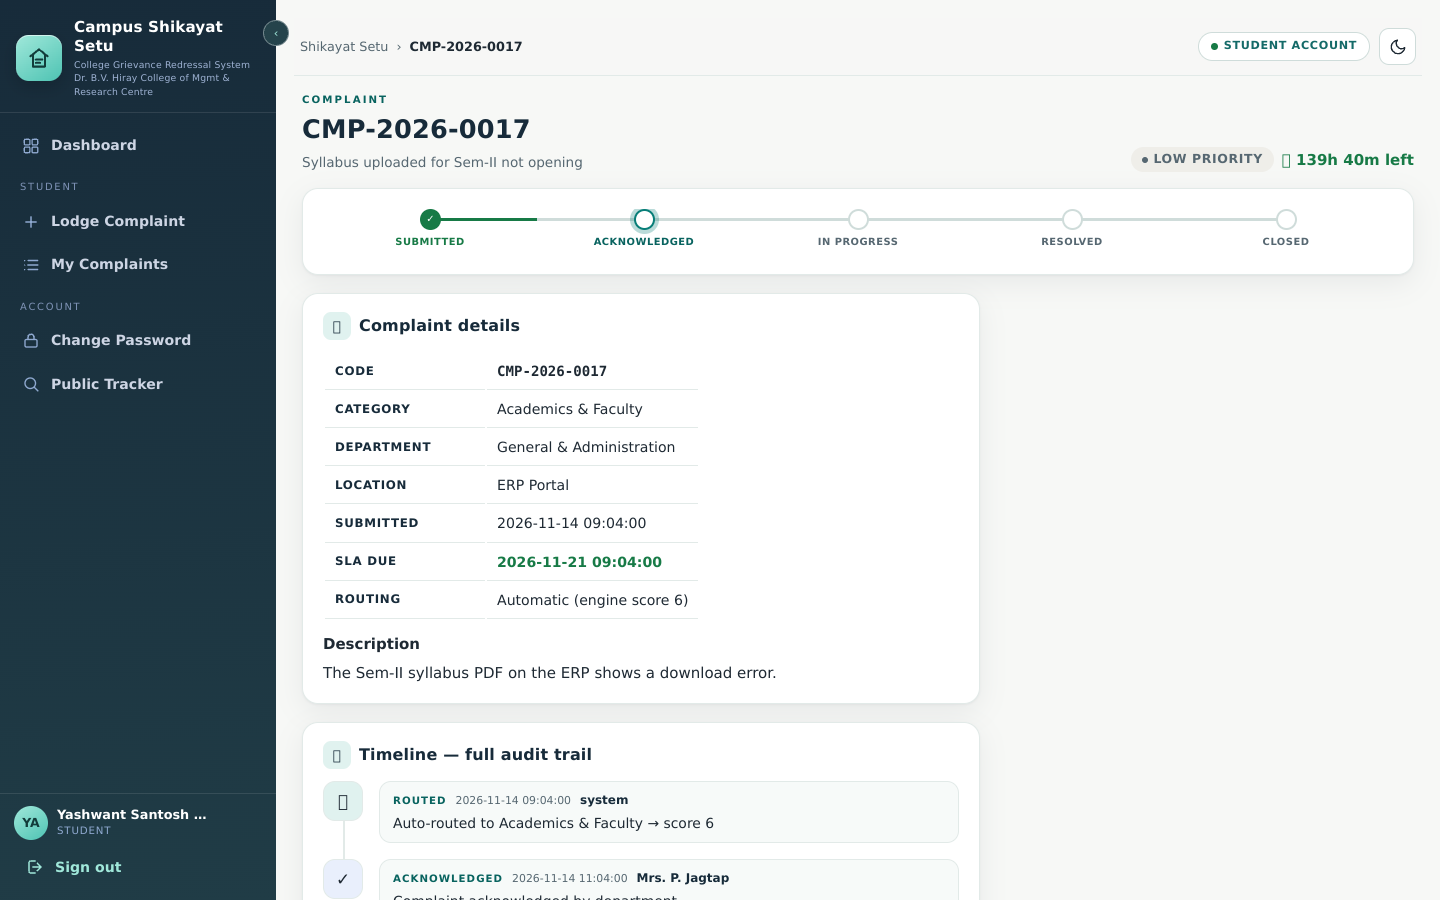 Campus Shikayat
Setu
College Grievance Redressal System
Dr. B.V. Hiray College of Mgmt &
Research Centre
Dashboard
STUDENT
Lodge Complaint
My Complaints
ACCOUNT
Change Password
Public Tracker
YA
Yashwant Santosh ...
STUDENT
Sign out
Shikayat Setu › CMP-2026-0017
STUDENT ACCOUNT
COMPLAINT
CMP-2026-0017
Syllabus uploaded for Sem-II not opening
LOW PRIORITY
139h 40m left
SUBMITTED
ACKNOWLEDGED
IN PROGRESS
RESOLVED
CLOSED
Complaint details
CODE CMP-2026-0017
CATEGORY Academics & Faculty
DEPARTMENT General & Administration
LOCATION ERP Portal
SUBMITTED 2026-11-14 09:04:00
SLA DUE 2026-11-21 09:04:00
ROUTING Automatic (engine score 6)
Description
The Sem-II syllabus PDF on the ERP shows a download error.
Timeline — full audit trail
ROUTED 2026-11-14 09:04:00 system
Auto-routed to Academics & Faculty → score 6
ACKNOWLEDGED 2026-11-14 11:04:00 Mrs. P. Jagtap
Complaint acknowledged by department